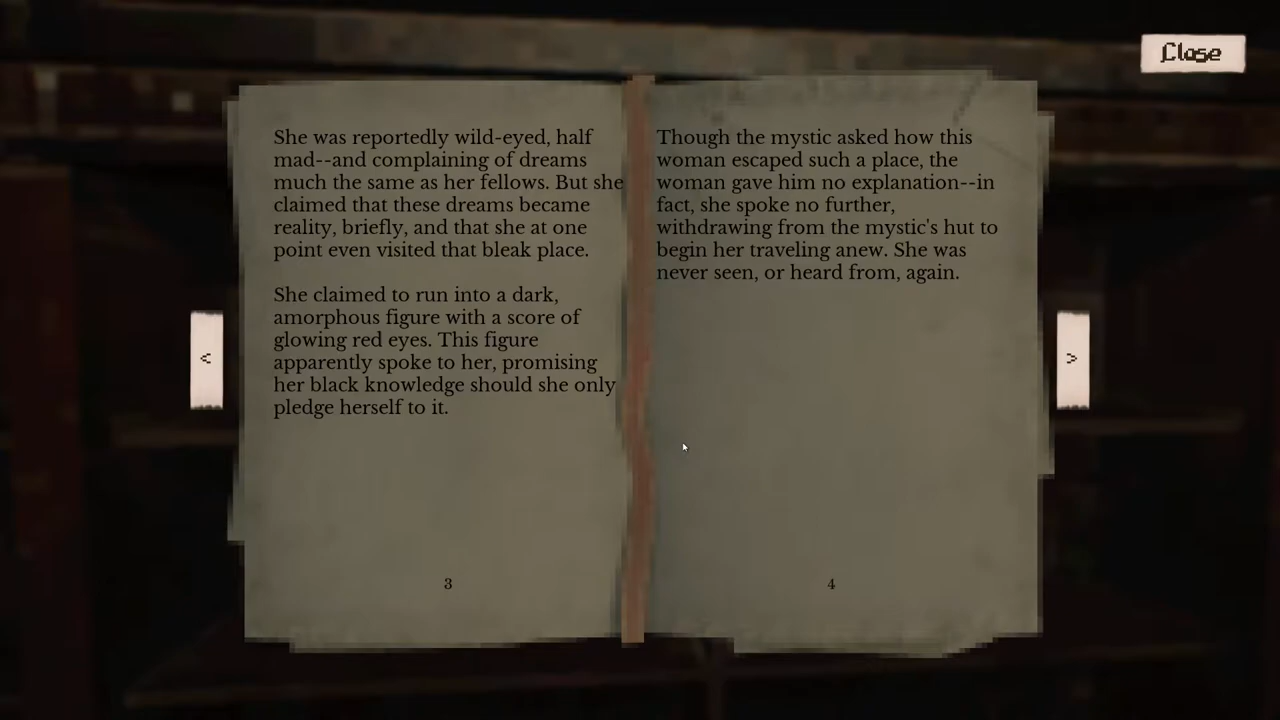 Close
She was reportedly wild-eyed, half
mad--and complaining of dreams
much the same as her fellows. But she
claimed that these dreams became
reality, briefly, and that she at one
point even visited that bleak place.
She claimed to run into a dark,
amorphous figure with a score of
glowing red eyes. This figure
apparently spoke to her, promising
her black knowledge should she only
pledge herself to it.
3
Though the mystic asked how this
woman escaped such a place, the
woman gave him no explanation--in
fact, she spoke no further,
withdrawing from the mystic's hut to
begin her traveling anew. She was
never seen, or heard from, again.
4
<
>